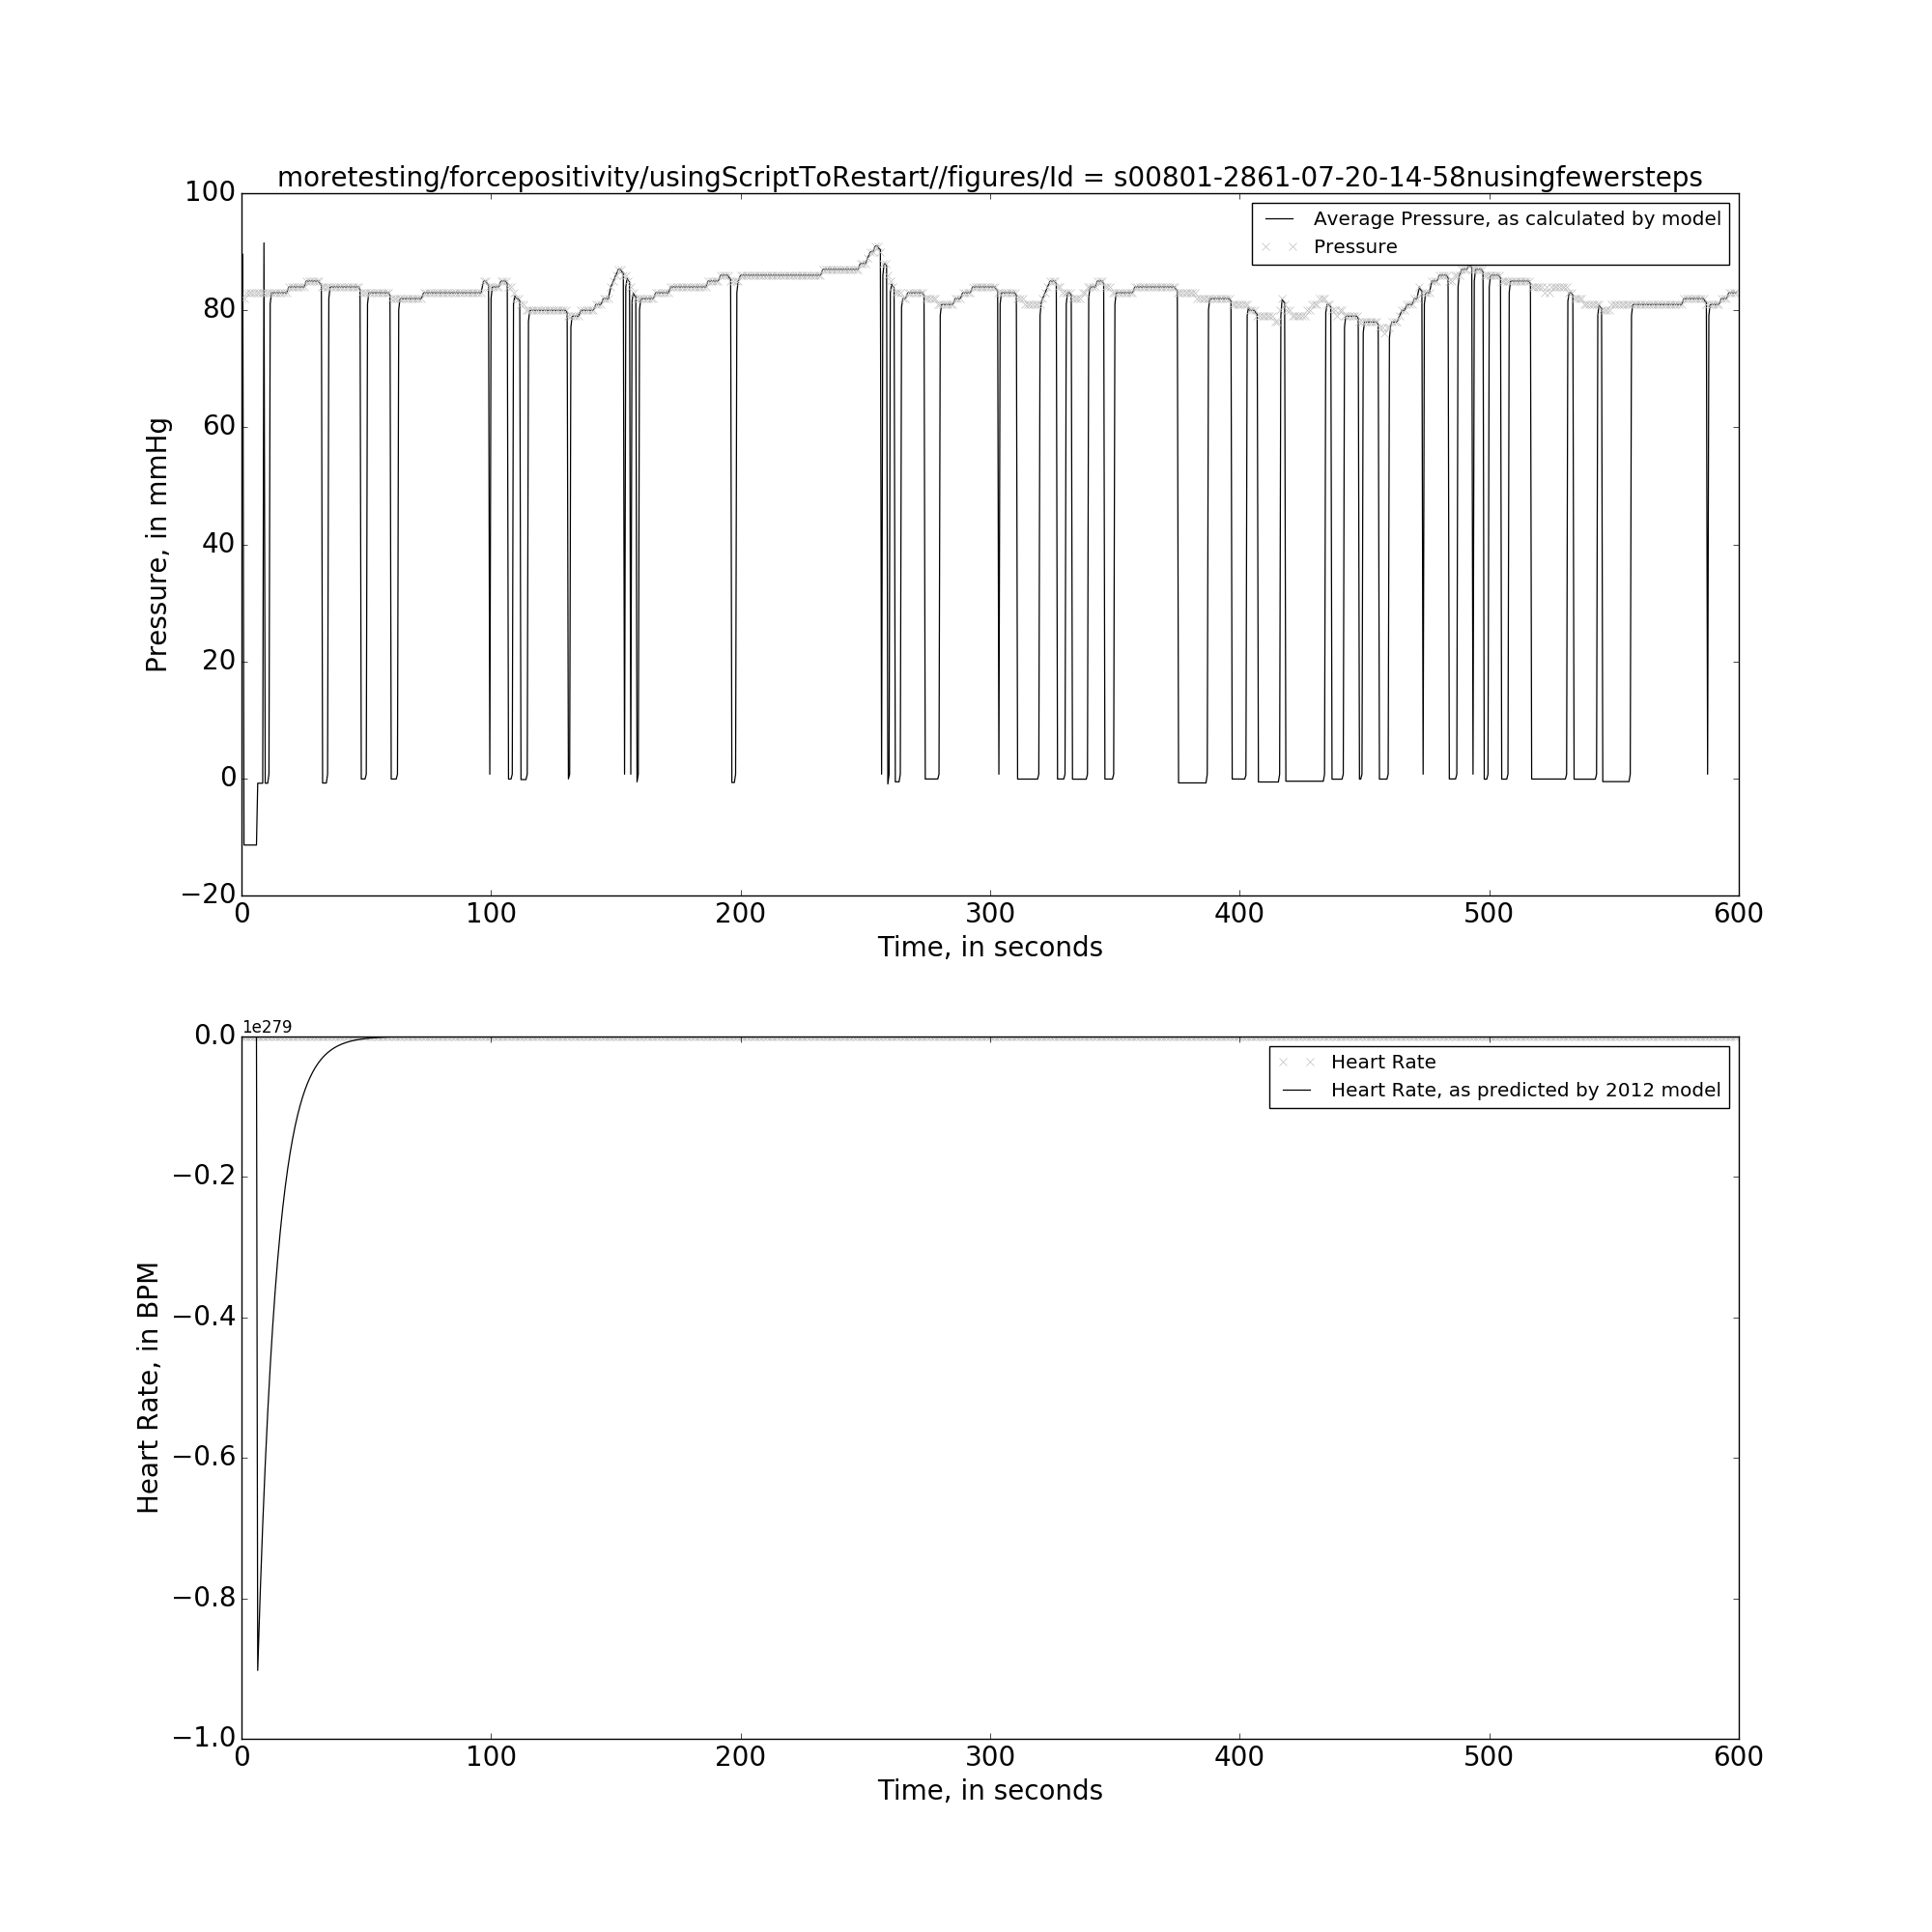 moretesting/forcepositivity/usingScriptToRestart//figures/Id = s00801-2861-07-20-14-58nusingfewersteps
100
80
60
40
20
0
−20
Pressure, in mmHg
Average Pressure, as calculated by model
Pressure
0 100 200 300 400 500 600
Time, in seconds
1e279
0.0
−0.2
−0.4
−0.6
−0.8
−1.0
Heart Rate, in BPM
Heart Rate
Heart Rate, as predicted by 2012 model
0 100 200 300 400 500 600
Time, in seconds